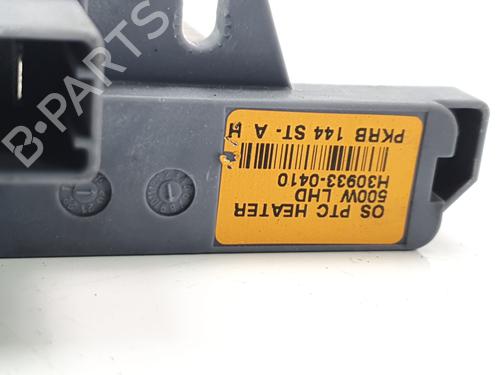 OS PTC HEATER
500W LHD
H30933-0410
PKRB 144 ST- A H
B-PARTS